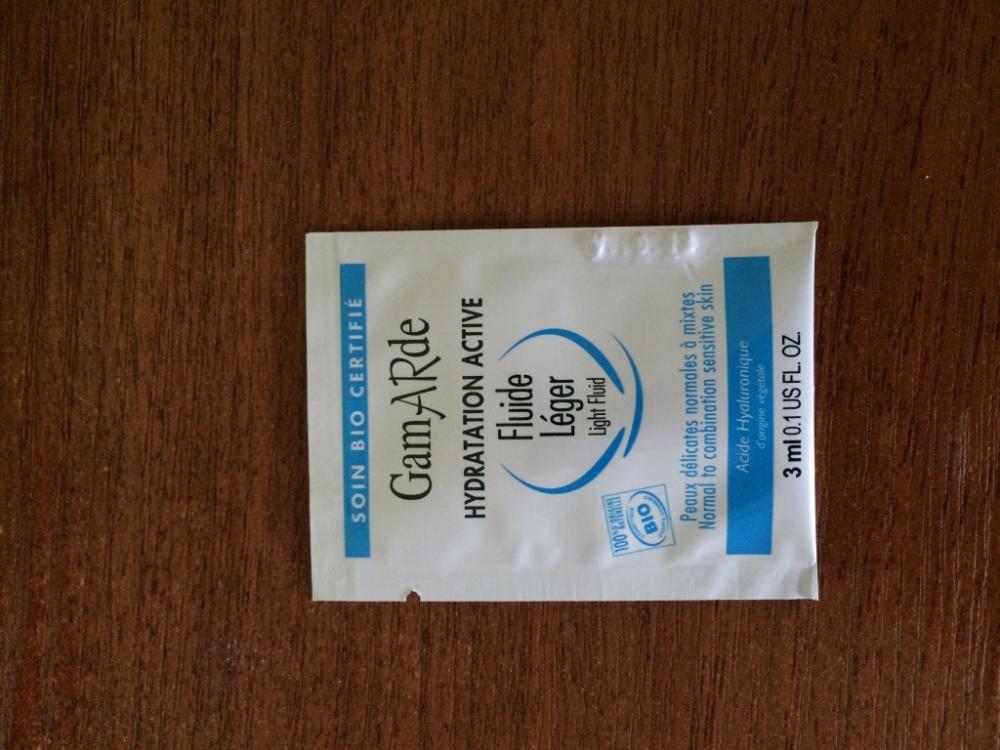 SOIN BIO CERTIFIÉ
GamARde
HYDRATATION ACTIVE
Fluide
Léger
Light Fluid
100% ORIGINE
NATURELLE
BIO
Peaux délicates normales à mixtes
Normal to combination sensitive skin
Acide Hyaluronique
d'origine végétale
3 ml 0.1 US FL. OZ.